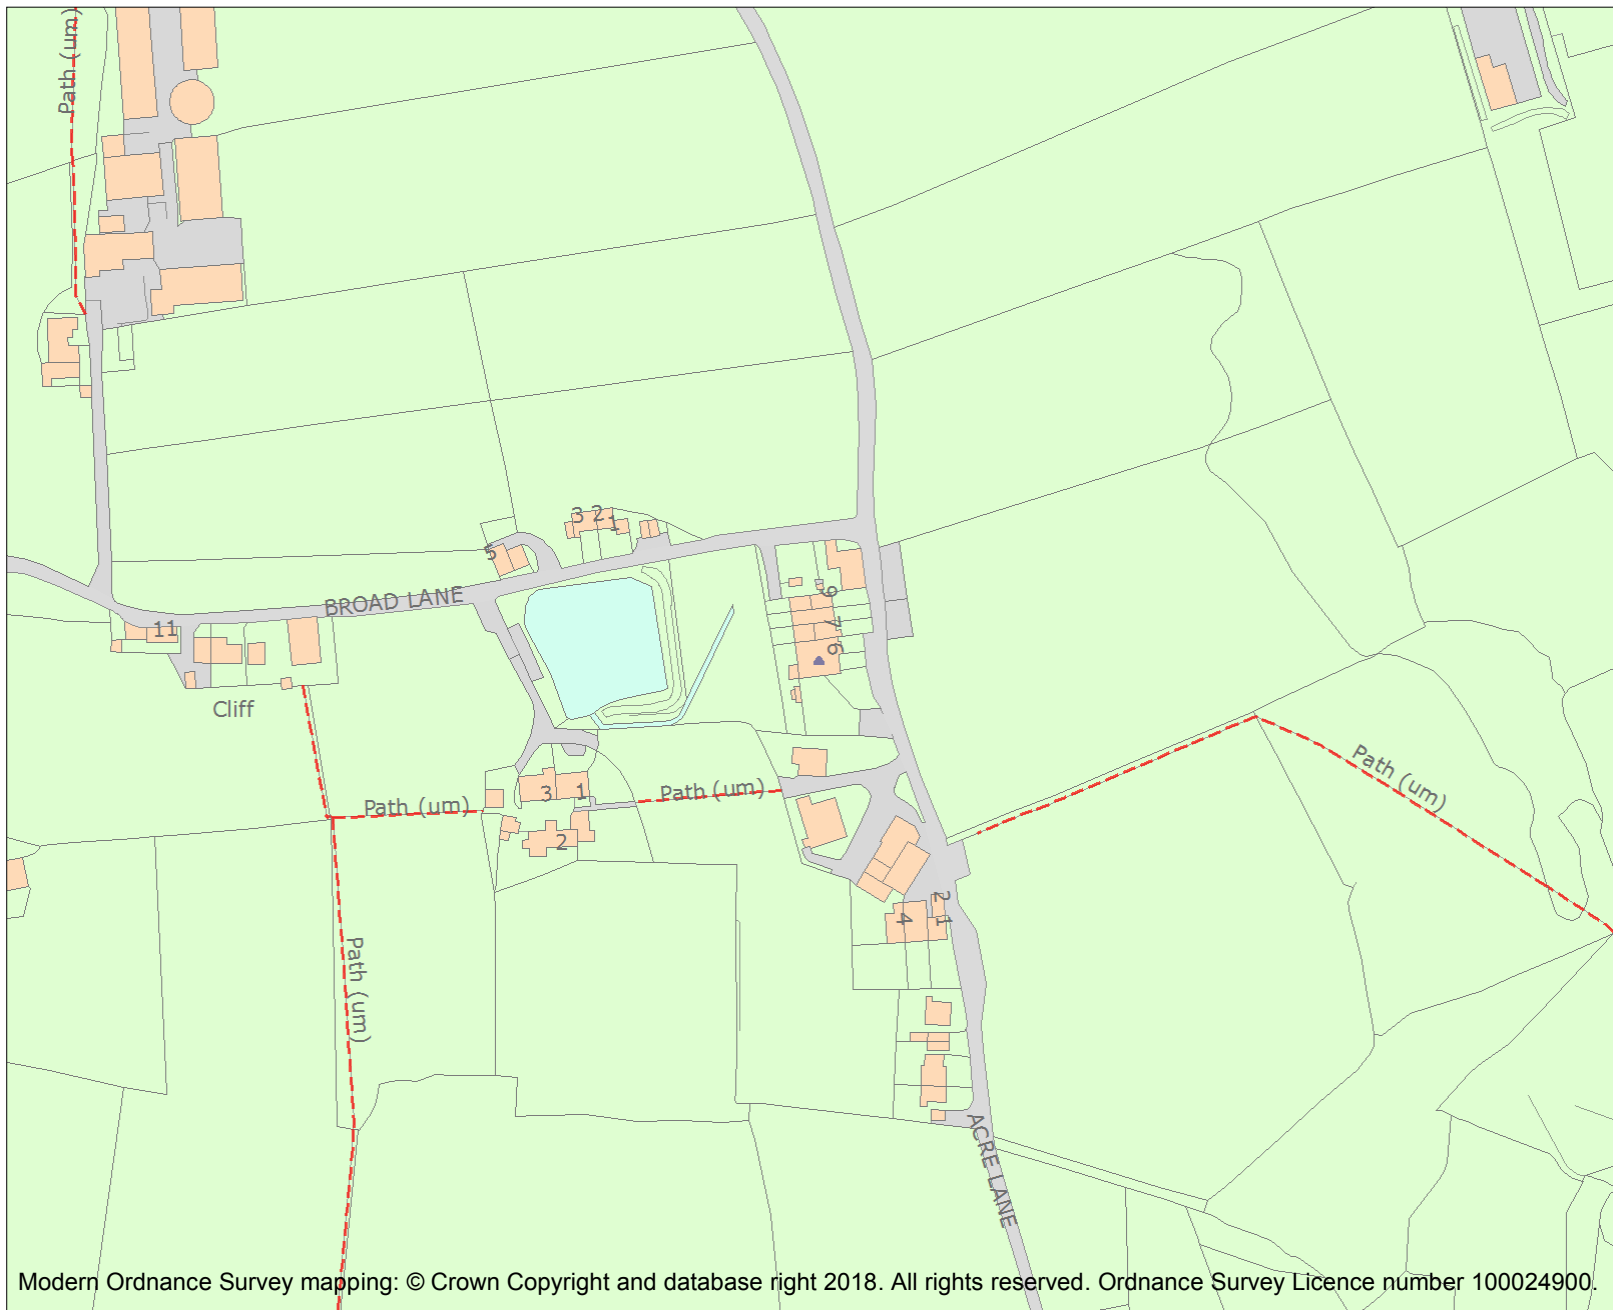 Path (um)
3 2 1
5
BROAD LANE
11
9
7
6
Cliff
Path (um)
3 1
2
Path (um)
Path (um)
Path (um)
2
1
4
ACRE LANE
Modern Ordnance Survey mapping: © Crown Copyright and database right 2018. All rights reserved. Ordnance Survey Licence number 100024900.